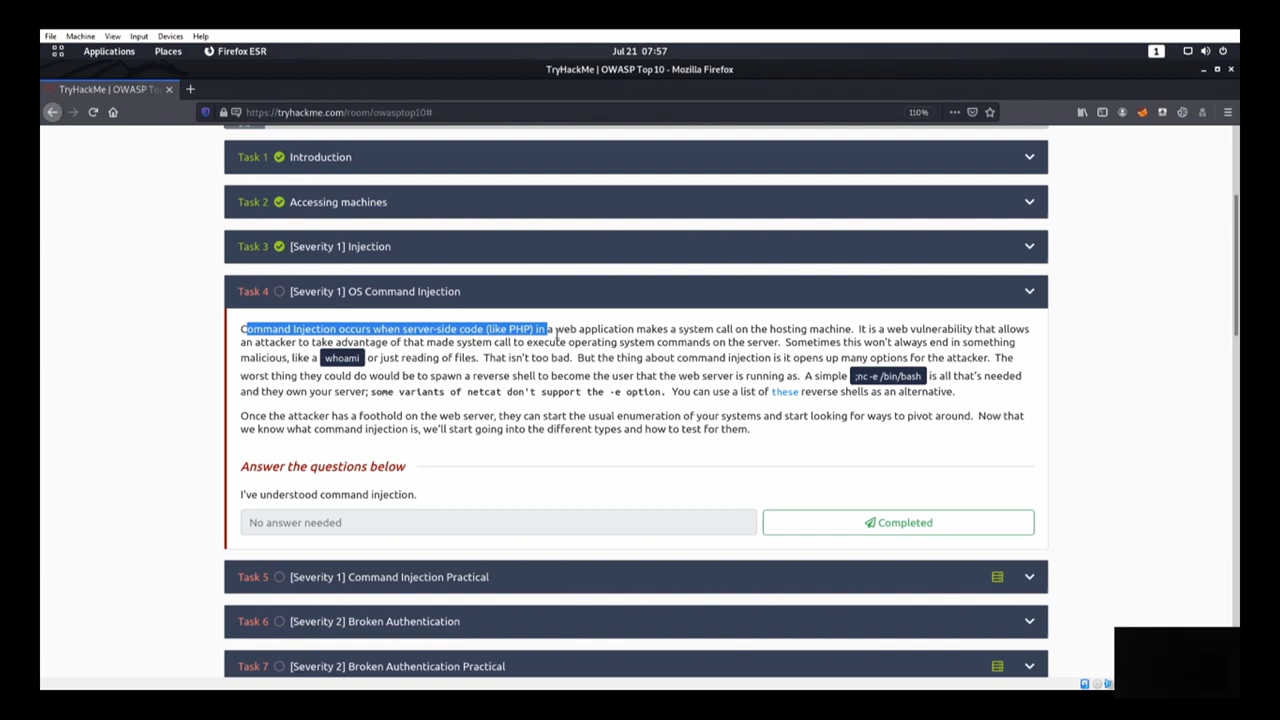 File Machine View Input Devices Help
Applications Places Firefox ESR Jul 21 07:57 1
TryHackMe | OWASP Top 10 - Mozilla Firefox
TryHackMe | OWASP Top 10
https://tryhackme.com/room/owasptop10# 110%
Task 1 Introduction
Task 2 Accessing machines
Task 3 [Severity 1] Injection
Task 4 [Severity 1] OS Command Injection
Command Injection occurs when server-side code (like PHP) in a web application makes a system call on the hosting machine. It is a web vulnerability that allows
an attacker to take advantage of that made system call to execute operating system commands on the server. Sometimes this won't always end in something
malicious, like a whoami or just reading of files. That isn't too bad. But the thing about command injection is it opens up many options for the attacker. The
worst thing they could do would be to spawn a reverse shell to become the user that the web server is running as. A simple ;nc -e /bin/bash is all that's needed
and they own your server; some variants of netcat don't support the -e option. You can use a list of these reverse shells as an alternative.
Once the attacker has a foothold on the web server, they can start the usual enumeration of your systems and start looking for ways to pivot around. Now that
we know what command injection is, we'll start going into the different types and how to test for them.
Answer the questions below
I've understood command injection.
No answer needed Completed
Task 5 [Severity 1] Command Injection Practical
Task 6 [Severity 2] Broken Authentication
Task 7 [Severity 2] Broken Authentication Practical